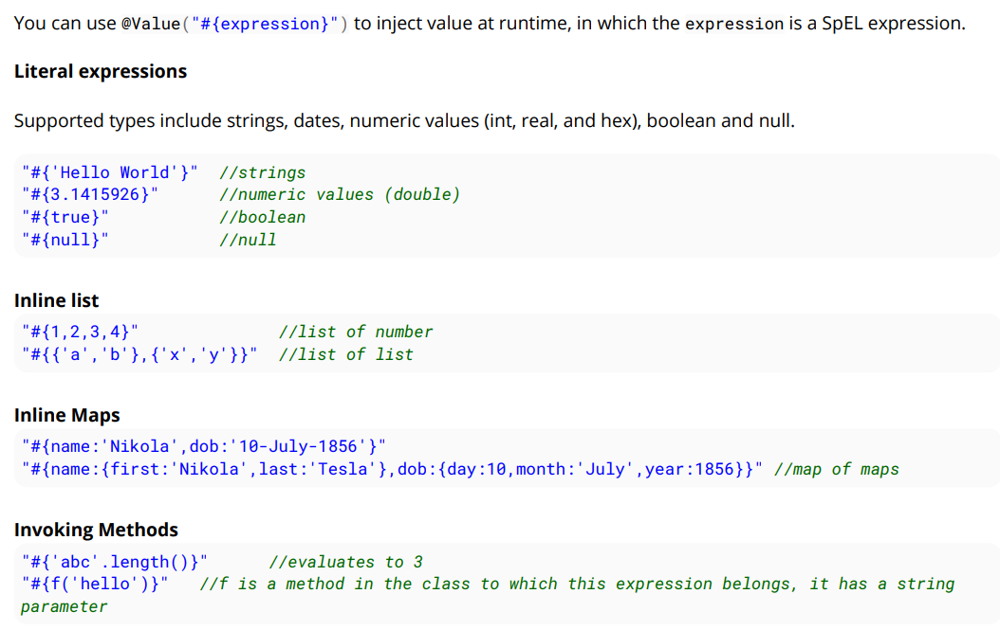 You can use @Value("#{expression}") to inject value at runtime, in which the expression is a SpEL expression.
Literal expressions
Supported types include strings, dates, numeric values (int, real, and hex), boolean and null.
"#{'Hello World'}"  //strings
"#{3.1415926}"      //numeric values (double)
"#{true}"           //boolean
"#{null}"           //null
Inline list
"#{1,2,3,4}"              //list of number
"#{{'a','b'},{'x','y'}}"  //list of list
Inline Maps
"#{name:'Nikola',dob:'10-July-1856'}"
"#{name:{first:'Nikola',last:'Tesla'},dob:{day:10,month:'July',year:1856}}" //map of maps
Invoking Methods
"#{'abc'.length()}"      //evaluates to 3
"#{f('hello')}"   //f is a method in the class to which this expression belongs, it has a string
parameter